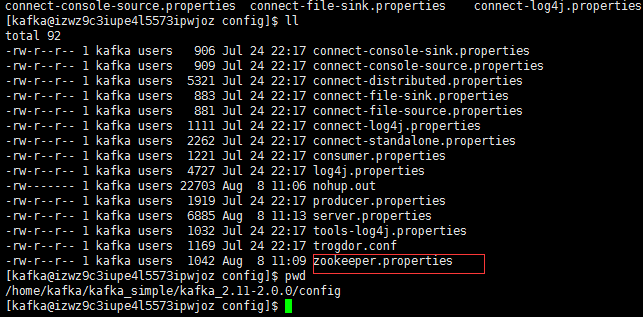 connect-console-source.properties  connect-file-sink.properties    connect-log4j.properties
[kafka@izwz9c3iupe4l5573ipwjoz config]$ ll
total 92
-rw-r--r-- 1 kafka users   906 Jul 24 22:17 connect-console-sink.properties
-rw-r--r-- 1 kafka users   909 Jul 24 22:17 connect-console-source.properties
-rw-r--r-- 1 kafka users  5321 Jul 24 22:17 connect-distributed.properties
-rw-r--r-- 1 kafka users   883 Jul 24 22:17 connect-file-sink.properties
-rw-r--r-- 1 kafka users   881 Jul 24 22:17 connect-file-source.properties
-rw-r--r-- 1 kafka users  1111 Jul 24 22:17 connect-log4j.properties
-rw-r--r-- 1 kafka users  2262 Jul 24 22:17 connect-standalone.properties
-rw-r--r-- 1 kafka users  1221 Jul 24 22:17 consumer.properties
-rw-r--r-- 1 kafka users  4727 Jul 24 22:17 log4j.properties
-rw------- 1 kafka users 22703 Aug  8 11:06 nohup.out
-rw-r--r-- 1 kafka users  1919 Jul 24 22:17 producer.properties
-rw-r--r-- 1 kafka users  6885 Aug  8 11:13 server.properties
-rw-r--r-- 1 kafka users  1032 Jul 24 22:17 tools-log4j.properties
-rw-r--r-- 1 kafka users  1169 Jul 24 22:17 trogdor.conf
-rw-r--r-- 1 kafka users  1042 Aug  8 11:09 zookeeper.properties
[kafka@izwz9c3iupe4l5573ipwjoz config]$ pwd
/home/kafka/kafka_simple/kafka_2.11-2.0.0/config
[kafka@izwz9c3iupe4l5573ipwjoz config]$